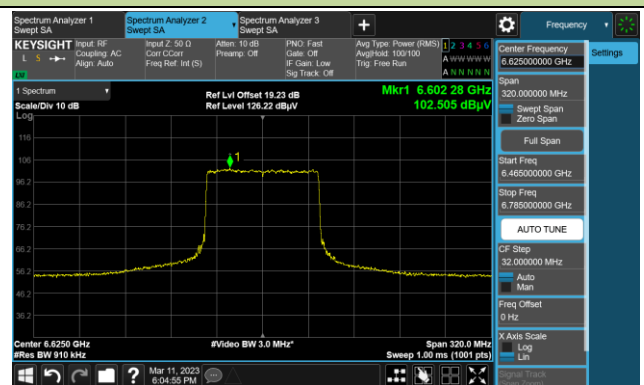 Spectrum Analyzer 1
Swept SA
Spectrum Analyzer 2
Swept SA
Spectrum Analyzer 3
Swept SA
+
Frequency
KEYSIGHT
L S
LW
Input: RF
Coupling: AC
Align: Auto
Input Z: 50 Ω
Corr CCorr
Freq Ref: Int (S)
Atten: 10 dB
Preamp: Off
PNO: Fast
Gate: Off
IF Gain: Low
Sig Track: Off
Avg Type: Power (RMS)
Avg|Hold: 100/100
Trig: Free Run
1 2 3 4 5 6
A W W W W W
A N N N N N
Center Frequency
6.625000000 GHz
Settings
1 Spectrum
Scale/Div 10 dB
Log
Ref Lvl Offset 19.23 dB
Ref Level 126.22 dBµV
Mkr1 6.602 28 GHz
102.505 dBµV
Span
320.000000 MHz
Swept Span
Zero Span
Full Span
Start Freq
6.465000000 GHz
Stop Freq
6.785000000 GHz
AUTO TUNE
CF Step
32.000000 MHz
Auto
Man
Freq Offset
0 Hz
X Axis Scale
Log
Lin
Signal Track
(Span Zoom)
116
106
96.2
86.2
76.2
66.2
56.2
46.2
36.2
1
Center 6.6250 GHz
#Res BW 910 kHz
#Video BW 3.0 MHz*
Span 320.0 MHz
Sweep 1.00 ms (1001 pts)
?
Mar 11, 2023
6:04:55 PM